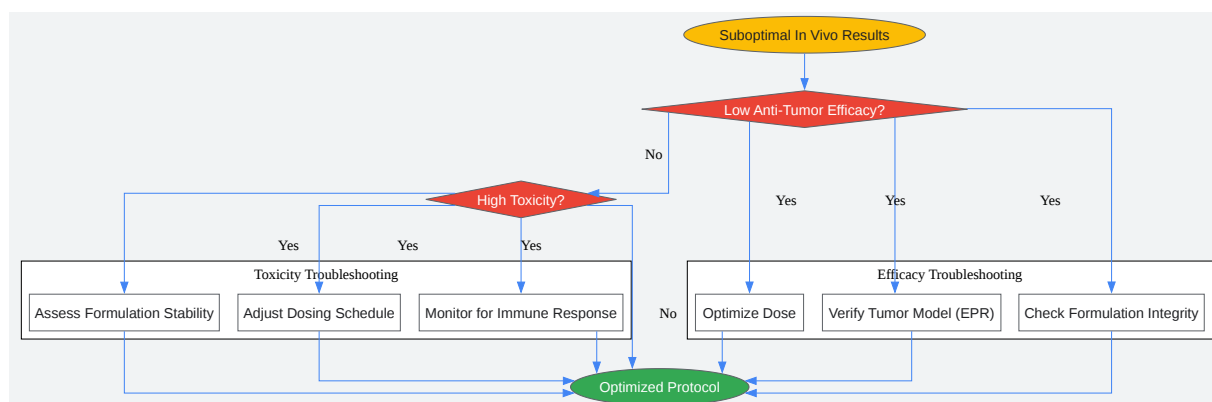 Suboptimal In Vivo Results
Low Anti-Tumor Efficacy?
No
High Toxicity?
Yes
Yes
Yes
Yes
Yes
Yes
Toxicity Troubleshooting
Efficacy Troubleshooting
Assess Formulation Stability
Adjust Dosing Schedule
Monitor for Immune Response
No
Optimize Dose
Verify Tumor Model (EPR)
Check Formulation Integrity
Optimized Protocol